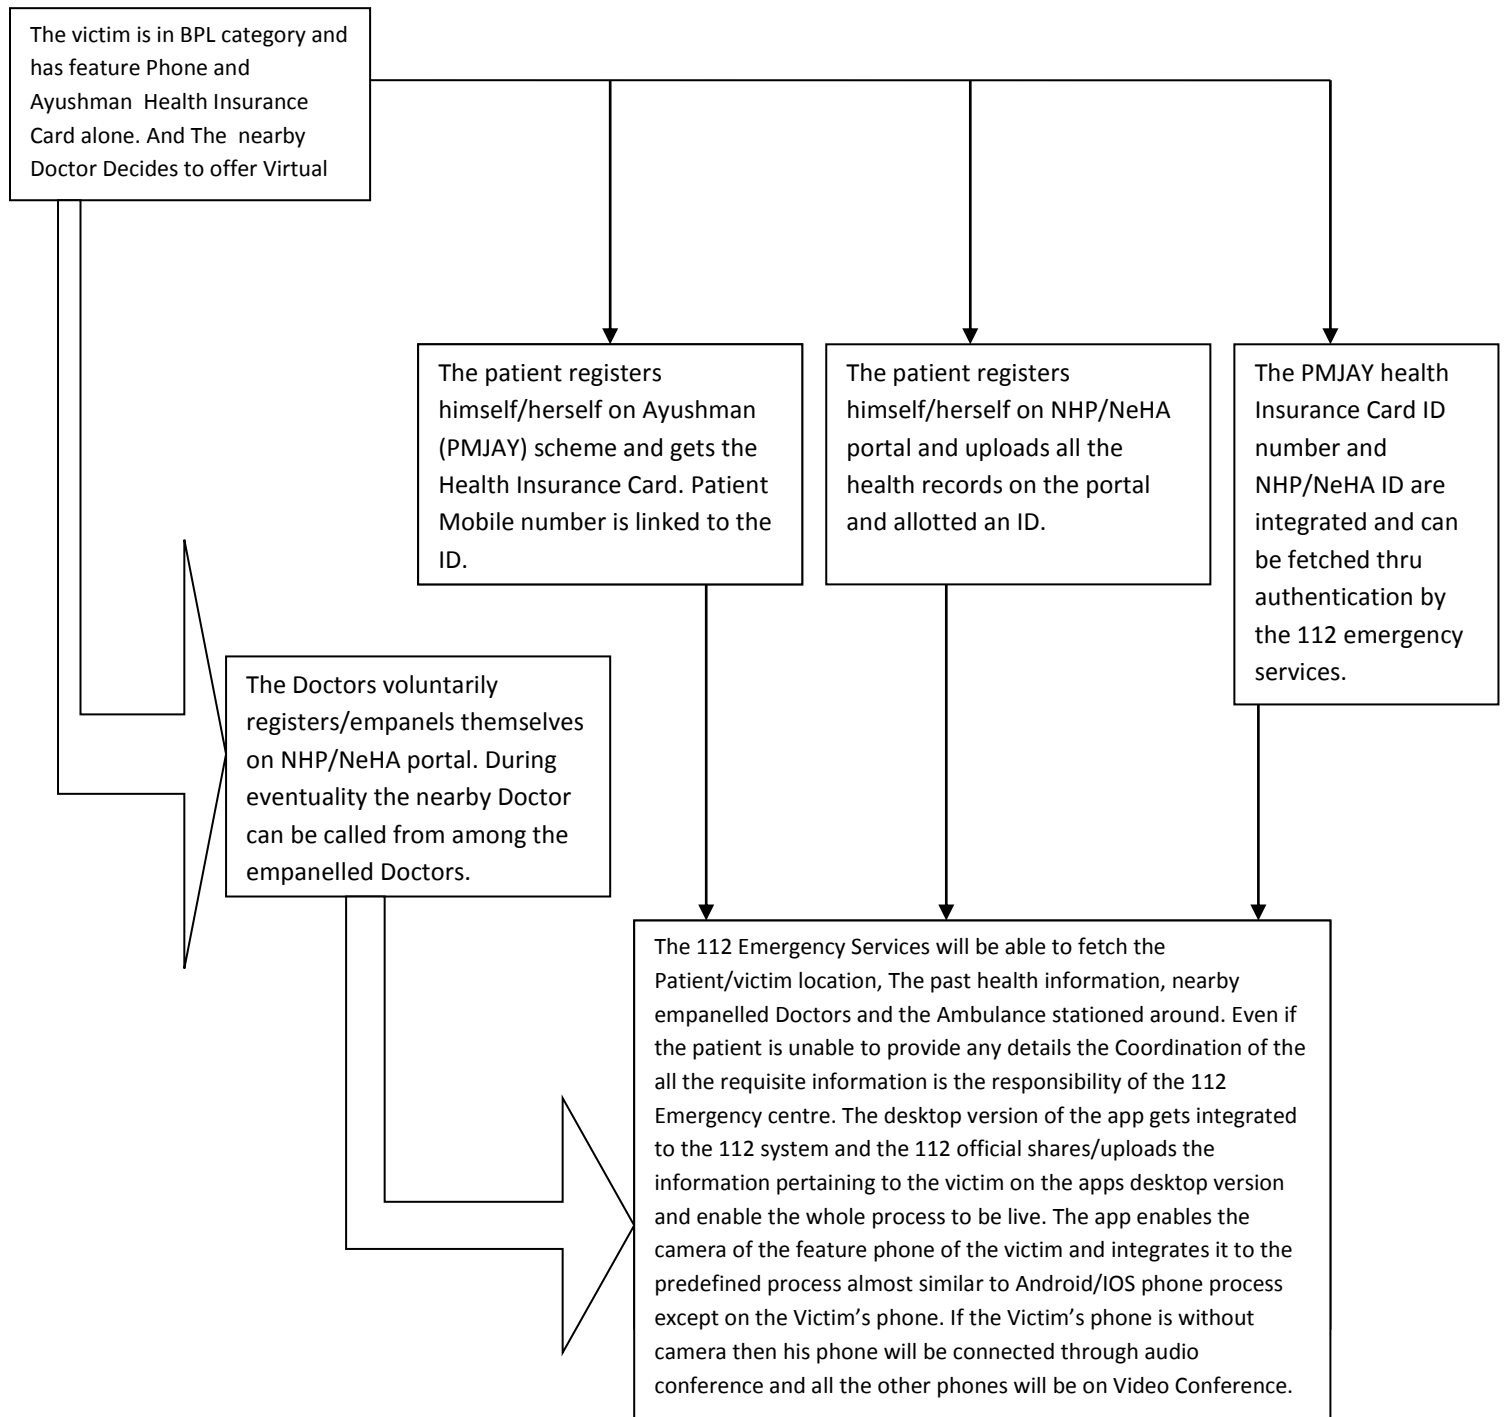 The victim is in BPL category and
has feature Phone and
Ayushman  Health Insurance
Card alone. And The  nearby
Doctor Decides to offer Virtual
The patient registers
himself/herself on Ayushman
(PMJAY) scheme and gets the
Health Insurance Card. Patient
Mobile number is linked to the
ID.
The patient registers
himself/herself on NHP/NeHA
portal and uploads all the
health records on the portal
and allotted an ID.
The PMJAY health
Insurance Card ID
number and
NHP/NeHA ID are
integrated and can
be fetched thru
authentication by
the 112 emergency
services.
The Doctors voluntarily
registers/empanels themselves
on NHP/NeHA portal. During
eventuality the nearby Doctor
can be called from among the
empanelled Doctors.
The 112 Emergency Services will be able to fetch the
Patient/victim location, The past health information, nearby
empanelled Doctors and the Ambulance stationed around. Even if
the patient is unable to provide any details the Coordination of the
all the requisite information is the responsibility of the 112
Emergency centre. The desktop version of the app gets integrated
to the 112 system and the 112 official shares/uploads the
information pertaining to the victim on the apps desktop version
and enable the whole process to be live. The app enables the
camera of the feature phone of the victim and integrates it to the
predefined process almost similar to Android/IOS phone process
except on the Victim’s phone. If the Victim’s phone is without
camera then his phone will be connected through audio
conference and all the other phones will be on Video Conference.